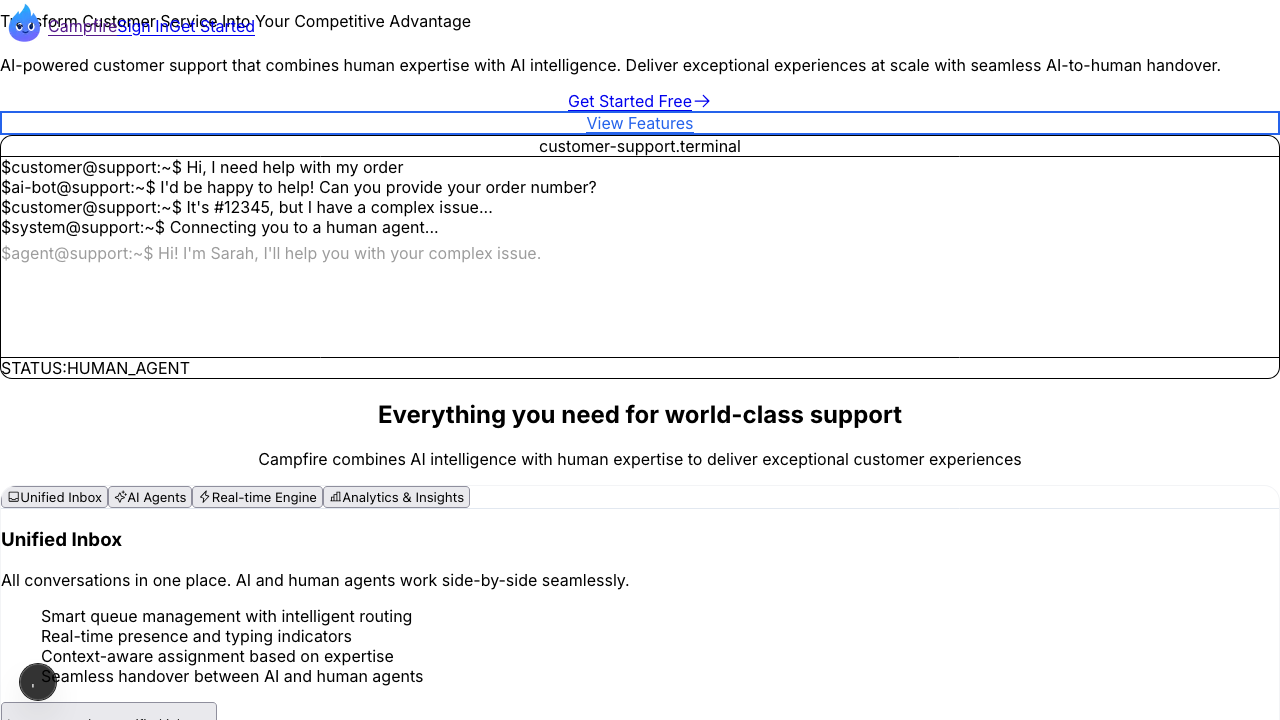 Transform Customer Service Into Your Competitive Advantage
Campfire Sign In Get Started
AI-powered customer support that combines human expertise with AI intelligence. Deliver exceptional experiences at scale with seamless AI-to-human handover.
Get Started Free
View Features
customer-support.terminal
$customer@support:~$ Hi, I need help with my order
$ai-bot@support:~$ I'd be happy to help! Can you provide your order number?
$customer@support:~$ It's #12345, but I have a complex issue...
$system@support:~$ Connecting you to a human agent...
$agent@support:~$ Hi! I'm Sarah, I'll help you with your complex issue.
STATUS:HUMAN_AGENT
Everything you need for world-class support
Campfire combines AI intelligence with human expertise to deliver exceptional customer experiences
Unified Inbox AI Agents Real-time Engine Analytics & Insights
Unified Inbox
All conversations in one place. AI and human agents work side-by-side seamlessly.
Smart queue management with intelligent routing
Real-time presence and typing indicators
Context-aware assignment based on expertise
Seamless handover between AI and human agents